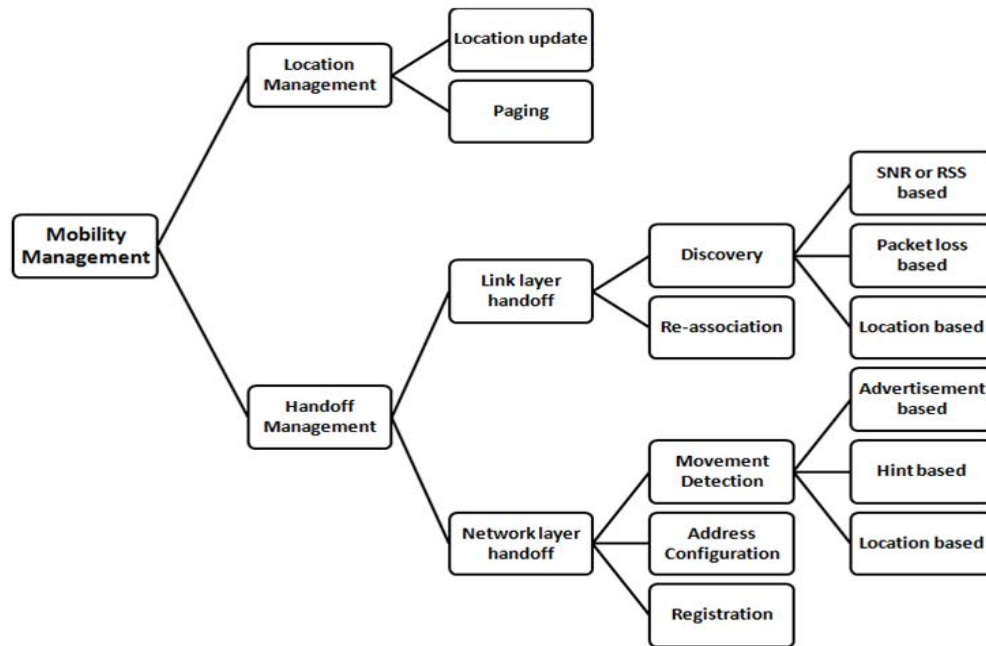 Location update
Location
Management
Paging
SNR or RSS
based
Mobility
Management
Discovery
Packet loss
based
Link layer
handoff
Re-association
Location based
Advertisement
based
Handoff
Management
Movement
Detection
Hint based
Network layer
handoff
Address
Configuration
Location based
Registration